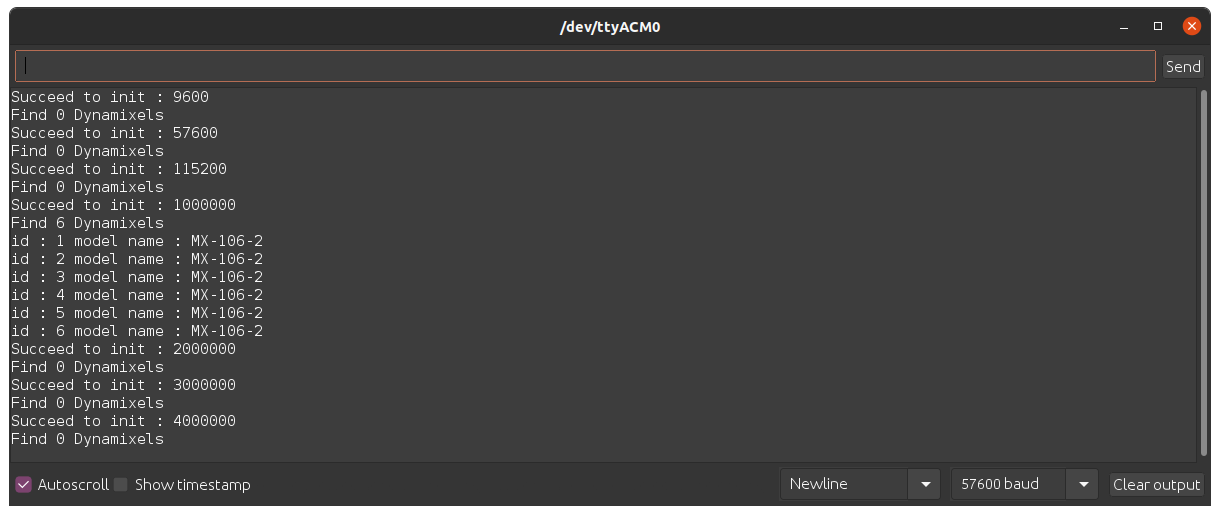 /dev/ttyACM0
Send
Succeed to init : 9600
Find 0 Dynamixels
Succeed to init : 57600
Find 0 Dynamixels
Succeed to init : 115200
Find 0 Dynamixels
Succeed to init : 1000000
Find 6 Dynamixels
id : 1 model name : MX-106-2
id : 2 model name : MX-106-2
id : 3 model name : MX-106-2
id : 4 model name : MX-106-2
id : 5 model name : MX-106-2
id : 6 model name : MX-106-2
Succeed to init : 2000000
Find 0 Dynamixels
Succeed to init : 3000000
Find 0 Dynamixels
Succeed to init : 4000000
Find 0 Dynamixels
Autoscroll Show timestamp Newline 57600 baud Clear output